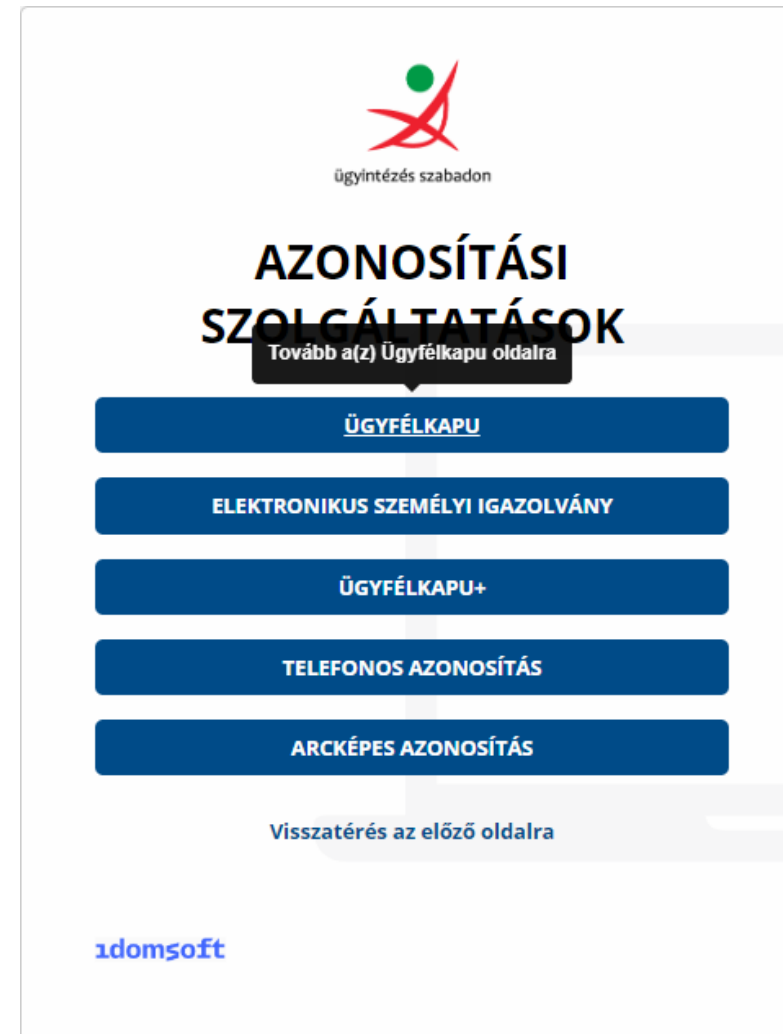 ügyintézés szabadon
AZONOSÍTÁSI
SZOLGÁLTATÁSOK
Tovább a(z) Ügyfélkapu oldalra
ÜGYFÉLKAPU
ELEKTRONIKUS SZEMÉLYI IGAZOLVÁNY
ÜGYFÉLKAPU+
TELEFONOS AZONOSÍTÁS
ARCKÉPES AZONOSÍTÁS
Visszatérés az előző oldalra
ıdomsoft